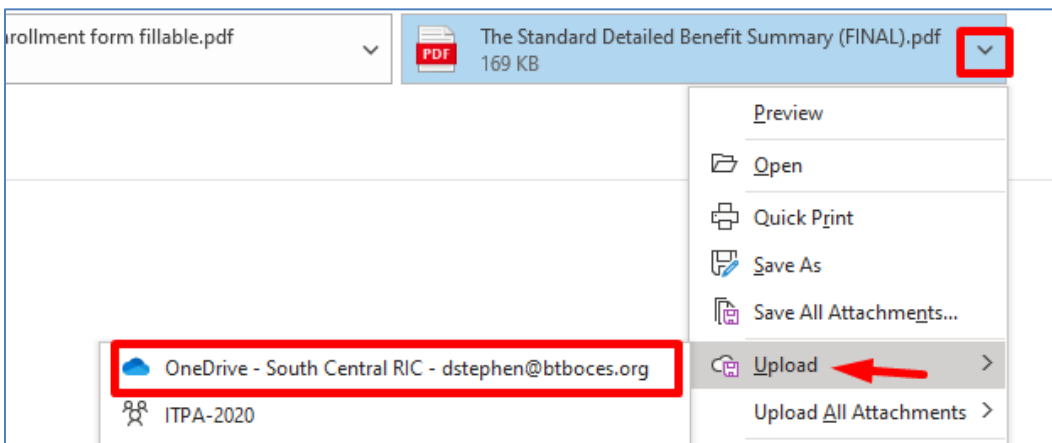 rollment form fillable.pdf
PDF
The Standard Detailed Benefit Summary (FINAL).pdf
169 KB
Preview
Open
Quick Print
Save As
Save All Attachments...
Upload
Upload All Attachments
OneDrive - South Central RIC - dstephen@btboces.org
ITPA-2020